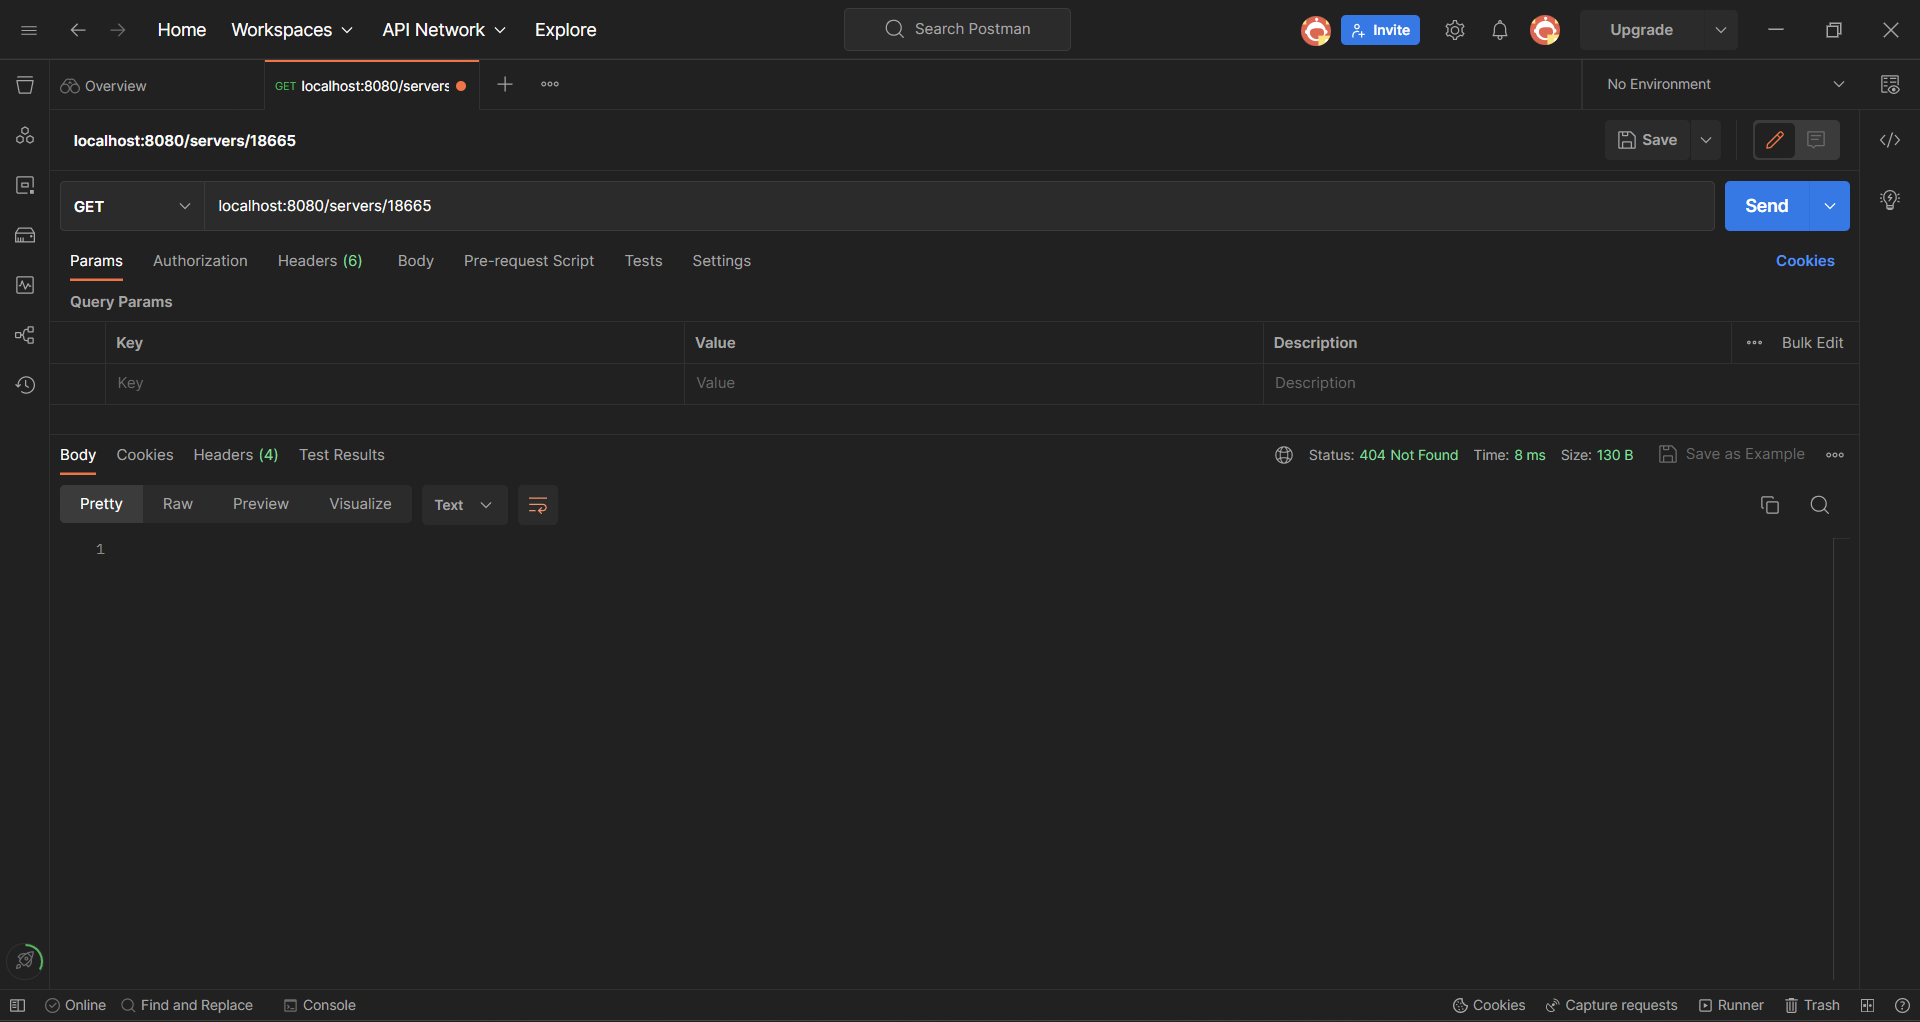 Home Workspaces API Network Explore Search Postman Invite Upgrade
Overview GET localhost:8080/servers No Environment
localhost:8080/servers/18665 Save
GET localhost:8080/servers/18665 Send
Params Authorization Headers (6) Body Pre-request Script Tests Settings Cookies
Query Params
Key Value Description Bulk Edit
Key Value Description
Body Cookies Headers (4) Test Results Status: 404 Not Found Time: 8 ms Size: 130 B Save as Example
Pretty Raw Preview Visualize Text
1
Online Find and Replace Console Cookies Capture requests Runner Trash